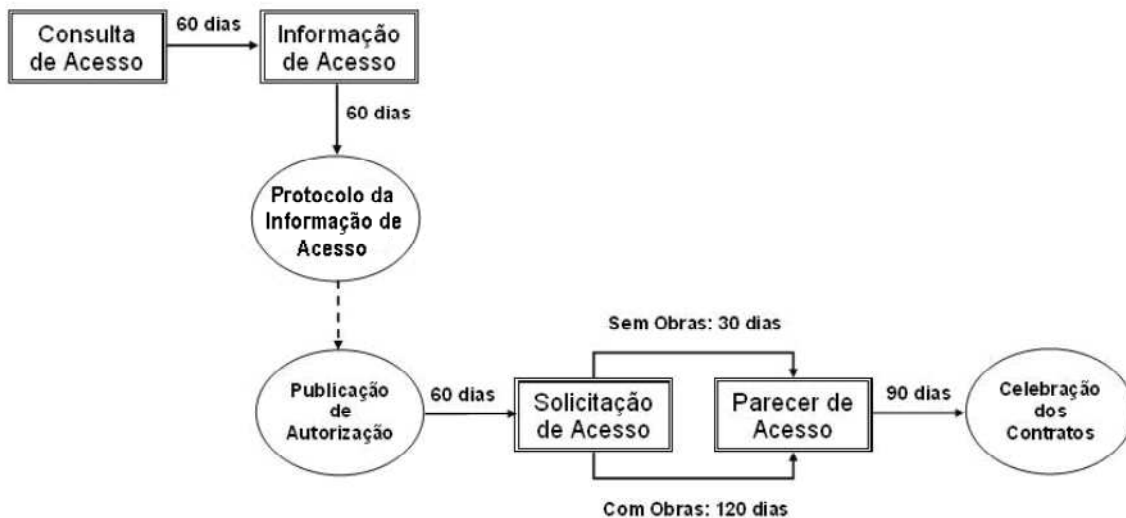 60 dias
Consulta
de Acesso
Informação
de Acesso
60 dias
Protocolo da
Informação de
Acesso
Sem Obras: 30 dias
Publicação
de
Autorização
60 dias
Solicitação
de Acesso
Parecer de
Acesso
90 dias
Celebração
dos
Contratos
Com Obras: 120 dias